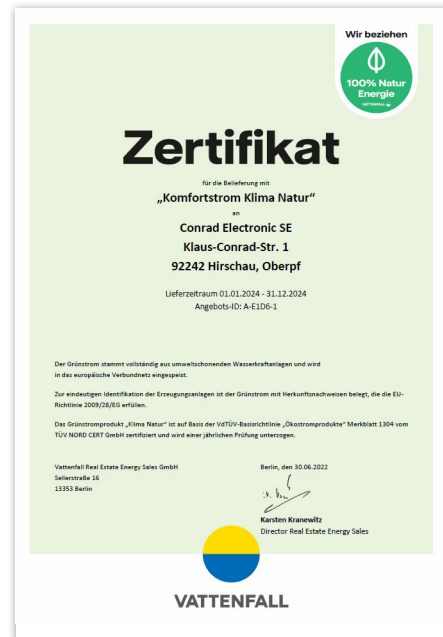 Wir beziehen
100% Natur
Energie
VATTENFALL
Zertifikat
für die Belieferung mit
„Komfortstrom Klima Natur“
an
Conrad Electronic SE
Klaus-Conrad-Str. 1
92242 Hirschau, Oberpf
Lieferzeitraum 01.01.2024 - 31.12.2024
Angebots-ID: A-E1D6-1
Der Grünstrom stammt vollständig aus umweltschonenden Wasserkraftanlagen und wird
in das europäische Verbundnetz eingespeist.
Zur eindeutigen Identifikation der Erzeugungsanlagen ist der Grünstrom mit Herkunftsnachweisen belegt, die die EU-
Richtlinie 2009/28/EG erfüllen.
Das Grünstromprodukt „Klima Natur“ ist auf Basis der VdTÜV-Basisrichtlinie „Ökostromprodukte“ Merkblatt 1304 vom
TÜV NORD CERT GmbH zertifiziert und wird einer jährlichen Prüfung unterzogen.
Vattenfall Real Estate Energy Sales GmbH
Sellerstraße 16
13353 Berlin
Berlin, den 30.06.2022
Karsten Kranewitz
Director Real Estate Energy Sales
VATTENFALL